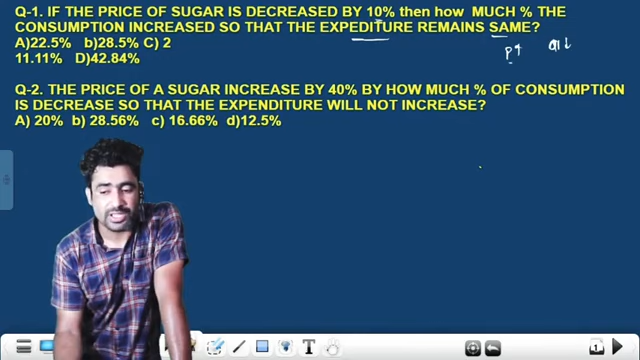 Q-1. IF THE PRICE OF SUGAR IS DECREASED BY 10% then how MUCH % THE
CONSUMPTION INCREASED SO THAT THE EXPEDITURE REMAINS SAME?
A)22.5% b)28.5% C) 2
11.11% D)42.84%
P↑
Q-2. THE PRICE OF A SUGAR INCREASE BY 40% BY HOW MUCH % OF CONSUMPTION
IS DECREASE SO THAT THE EXPENDITURE WILL NOT INCREASE?
A) 20% b) 28.56% c) 16.66% d)12.5%
T
1